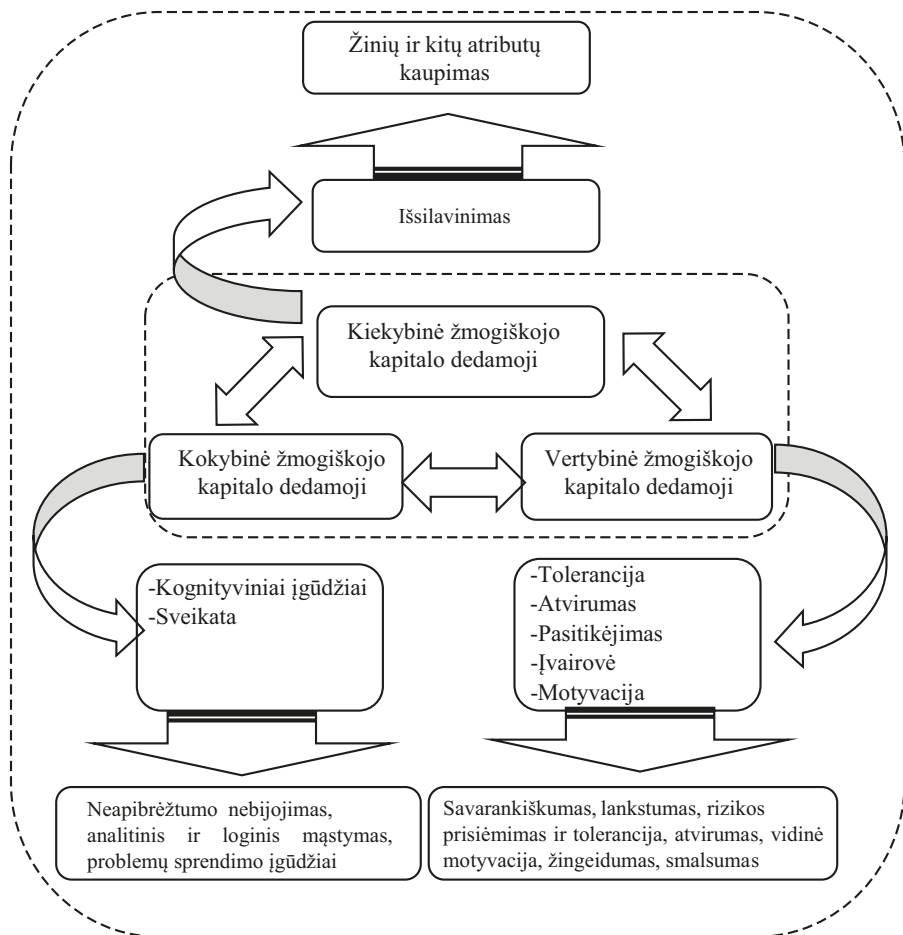 Žinių ir kitų atributų
kaupimas
Išsilavinimas
Kiekybinė žmogiškojo
kapitalo dedamoji
Kokybinė žmogiškojo
kapitalo dedamoji
Vertybinė žmogiškojo
kapitalo dedamoji
-Kognityviniai įgūdžiai
-Sveikata
-Tolerancija
-Atvirumas
-Pasitikėjimas
-Įvairovė
-Motyvacija
Neapibrėžtumo nebijojimas,
analitinis ir loginis mąstymas,
problemų sprendimo įgūdžiai
Savarankiškumas, lankstumas, rizikos
prisiėmimas ir tolerancija, atvirumas, vidinė
motyvacija, žingeidumas, smalsumas